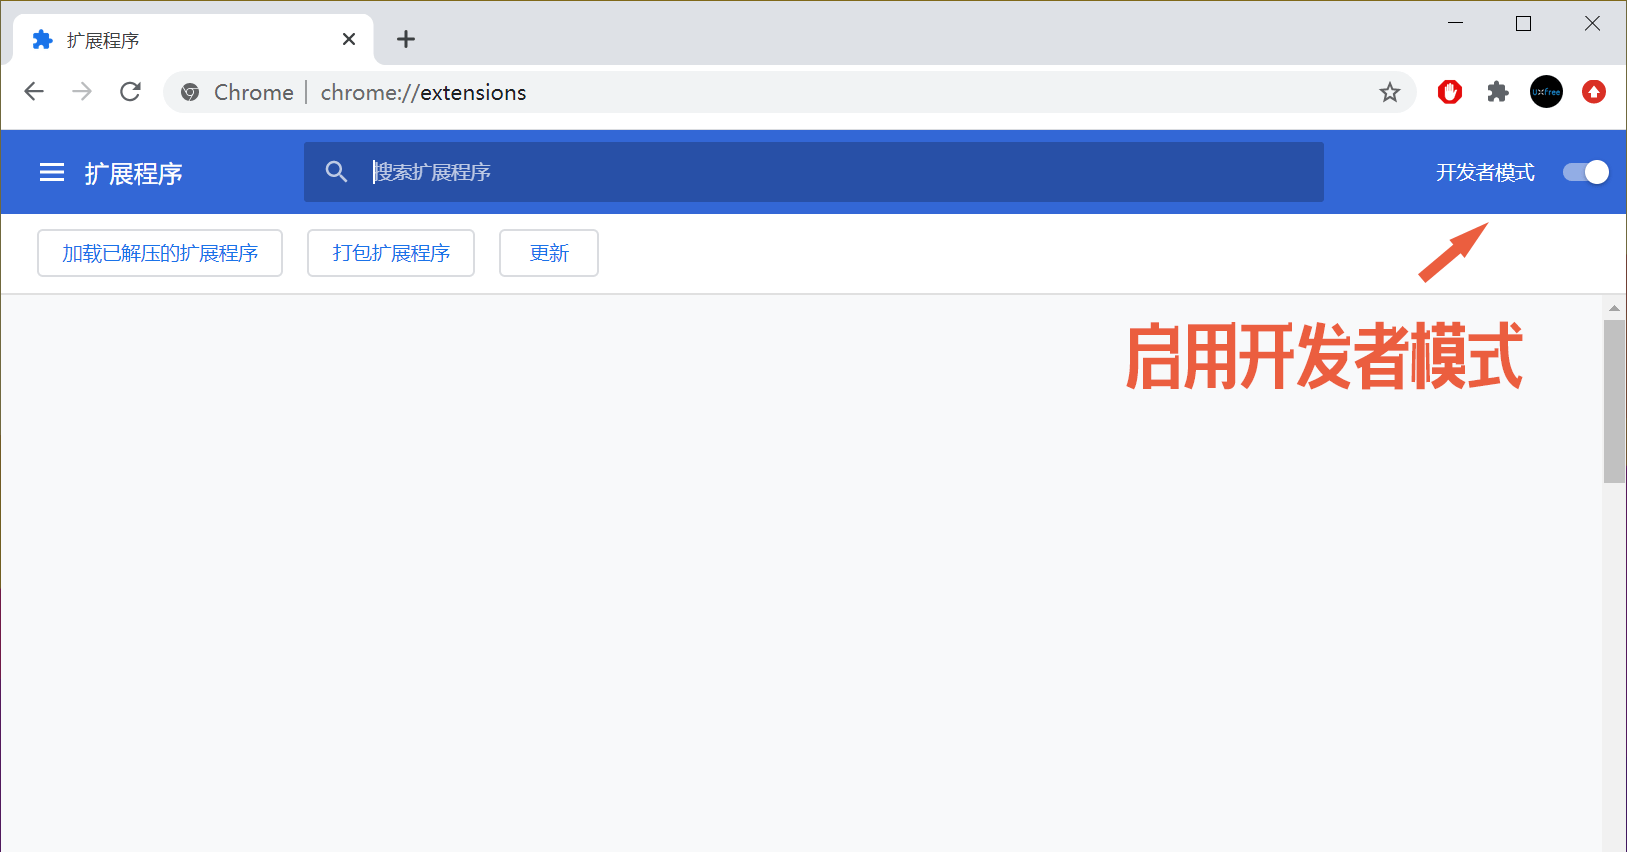 扩展程序
Chrome | chrome://extensions
uxfree
扩展程序
搜索扩展程序
开发者模式
加载已解压的扩展程序
打包扩展程序
更新
启用开发者模式